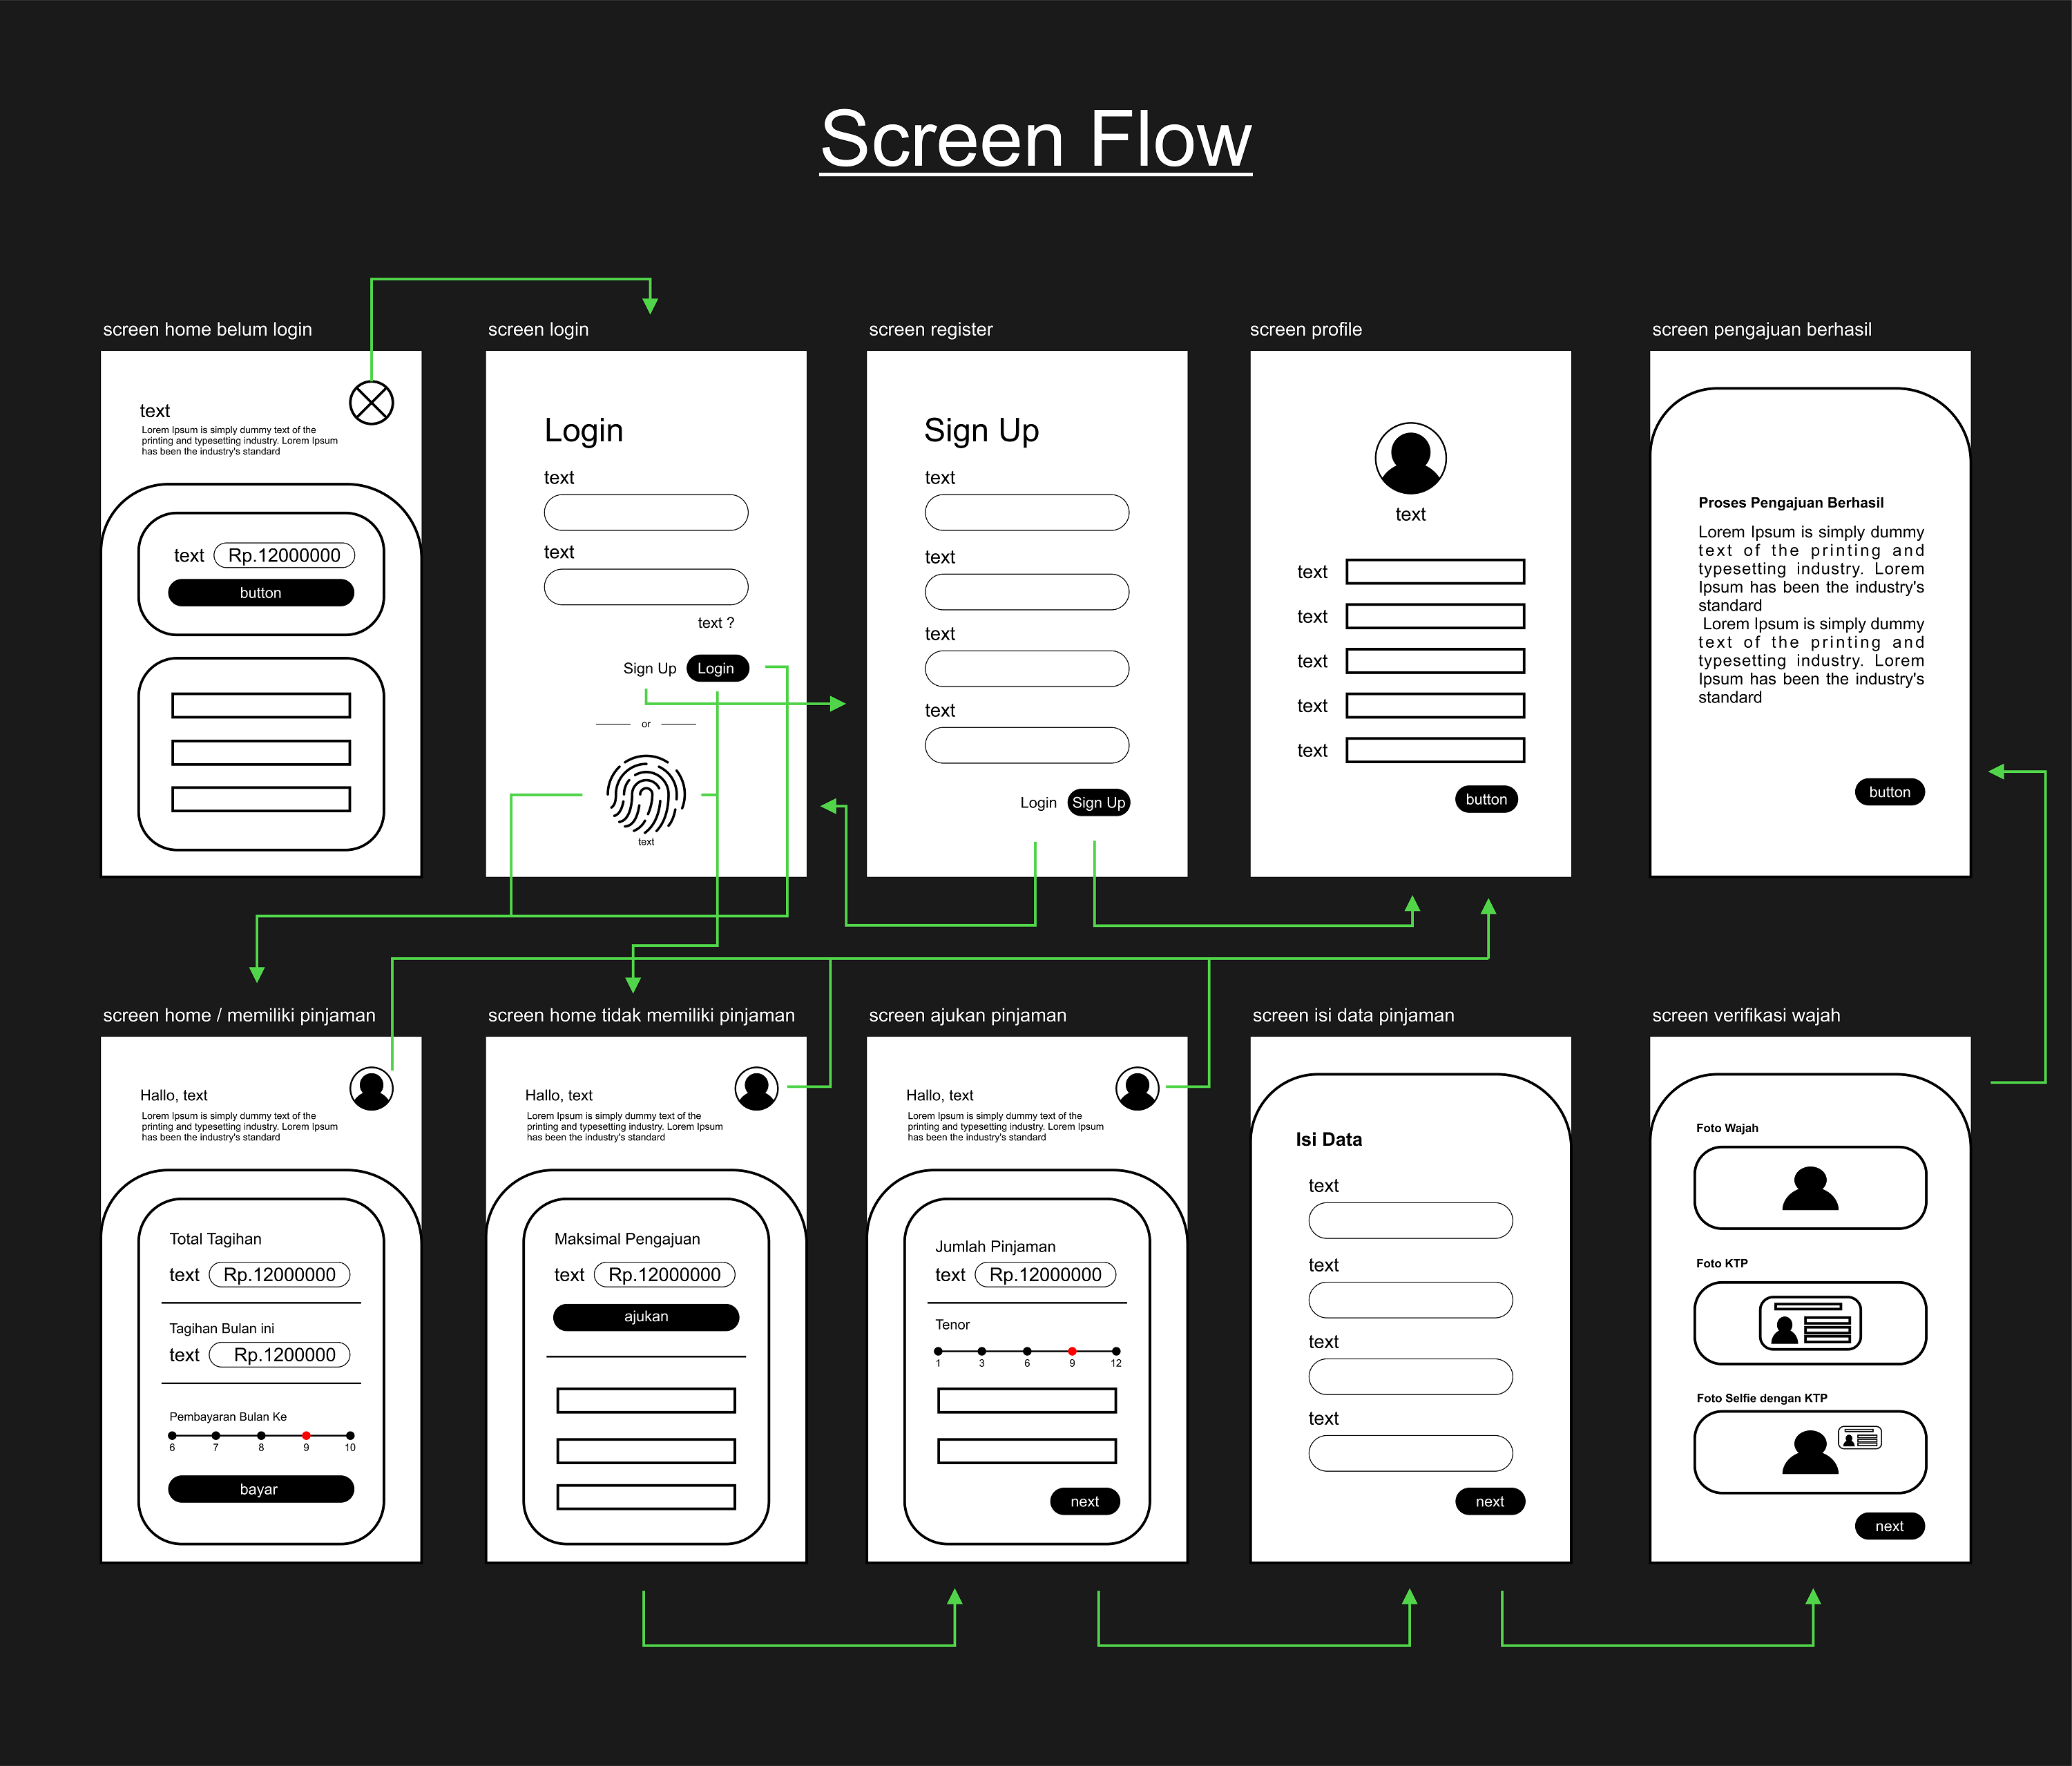 Screen Flow
screen home belum login
text
Lorem Ipsum is simply dummy text of the
printing and typesetting industry. Lorem Ipsum
has been the industry's standard
text Rp.12000000
button
screen login
Login
text
text
text ?
Sign Up Login
or
text
screen register
Sign Up
text
text
text
text
Login Sign Up
screen profile
text
text
text
text
text
text
button
screen pengajuan berhasil
Proses Pengajuan Berhasil
Lorem Ipsum is simply dummy
text of the printing and
typesetting industry. Lorem
Ipsum has been the industry's
standard
Lorem Ipsum is simply dummy
text of the printing and
typesetting industry. Lorem
Ipsum has been the industry's
standard
button
screen home / memiliki pinjaman
Hallo, text
Lorem Ipsum is simply dummy text of the
printing and typesetting industry. Lorem Ipsum
has been the industry's standard
Total Tagihan
text Rp.12000000
Tagihan Bulan ini
text Rp.1200000
Pembayaran Bulan Ke
6 7 8 9 10
bayar
screen home tidak memiliki pinjaman
Hallo, text
Lorem Ipsum is simply dummy text of the
printing and typesetting industry. Lorem Ipsum
has been the industry's standard
Maksimal Pengajuan
text Rp.12000000
ajukan
screen ajukan pinjaman
Hallo, text
Lorem Ipsum is simply dummy text of the
printing and typesetting industry. Lorem Ipsum
has been the industry's standard
Jumlah Pinjaman
text Rp.12000000
Tenor
1 3 6 9 12
next
screen isi data pinjaman
Isi Data
text
text
text
text
next
screen verifikasi wajah
Foto Wajah
Foto KTP
Foto Selfie dengan KTP
next